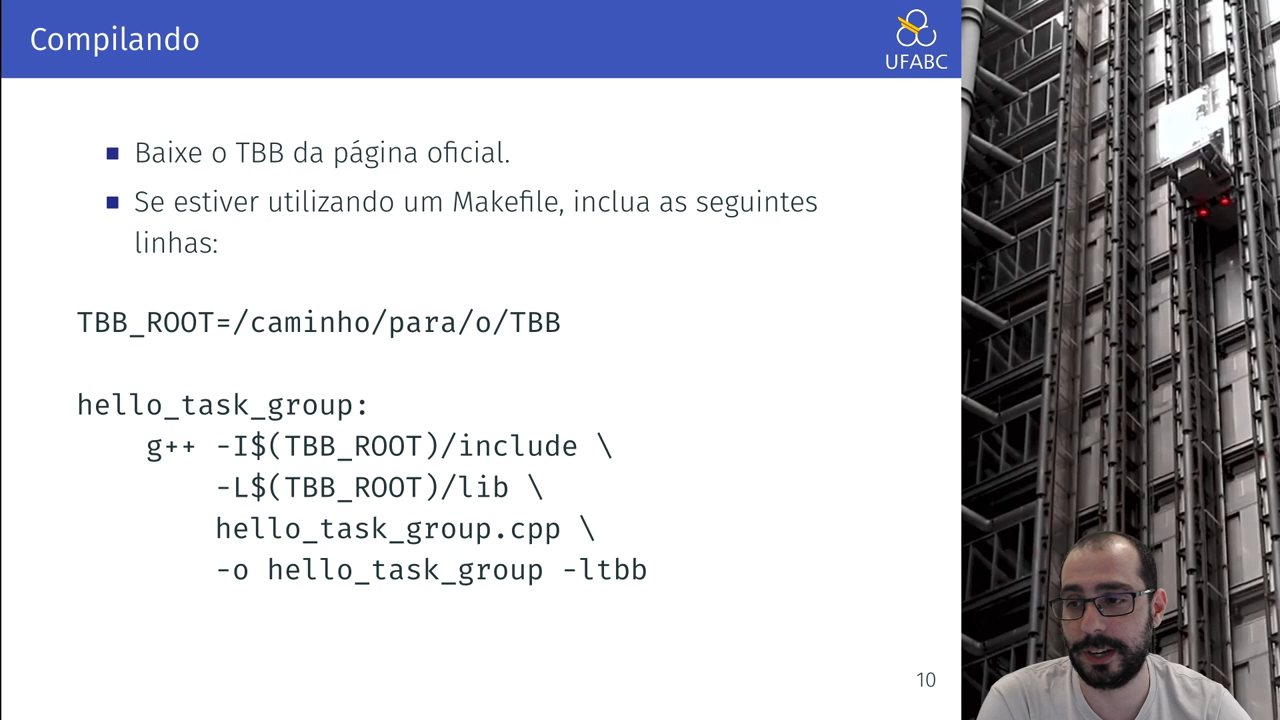 Compilando
UFABC
Baixe o TBB da página oficial.
Se estiver utilizando um Makefile, inclua as seguintes
linhas:
TBB_ROOT=/caminho/para/o/TBB
hello_task_group:
g++ -I$(TBB_ROOT)/include \
-L$(TBB_ROOT)/lib \
hello_task_group.cpp \
-o hello_task_group -ltbb
10